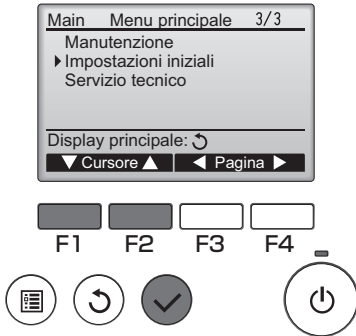 Main Menu principale 3/3
Manutenzione
Impostazioni iniziali
Servizio tecnico
Display principale:
Cursore Pagina
F1 F2 F3 F4